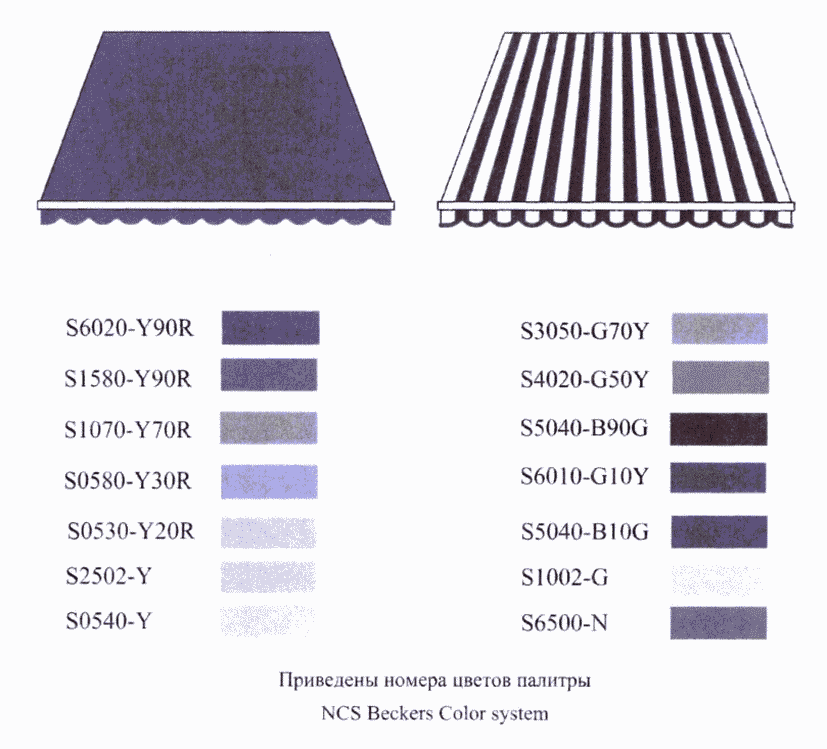 S6020-Y90R
S1580-Y90R
S1070-Y70R
S0580-Y30R
S0530-Y20R
S2502-Y
S0540-Y
S3050-G70Y
S4020-G50Y
S5040-B90G
S6010-G10Y
S5040-B10G
S1002-G
S6500-N
Приведены номера цветов палитры
NCS Beckers Color system